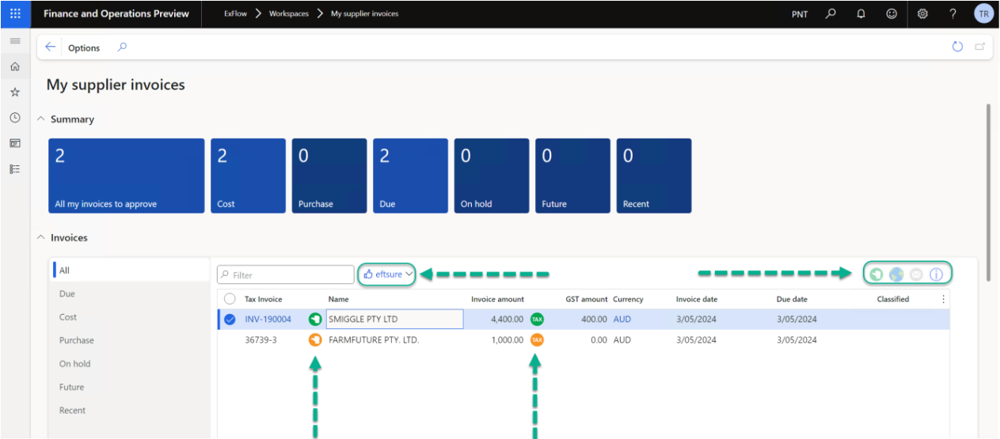 Finance and Operations Preview ExFlow Workspaces My supplier invoices PNT ? TR
Options
My supplier invoices
Summary
2 2 0 2 0 0 0
All my invoices to approve Cost Purchase Due On hold Future Recent
Invoices
All
Filter eftsure
Due
Tax Invoice Name Invoice amount GST amount Currency Invoice date Due date Classified
Cost
INV-190004 SMIGGLE PTY LTD 4,400.00 TAX 400.00 AUD 3/05/2024 3/05/2024
Purchase
36739-3 FARMFUTURE PTY. LTD. 1,000.00 TAX 0.00 AUD 3/05/2024 3/05/2024
On hold
Future
Recent